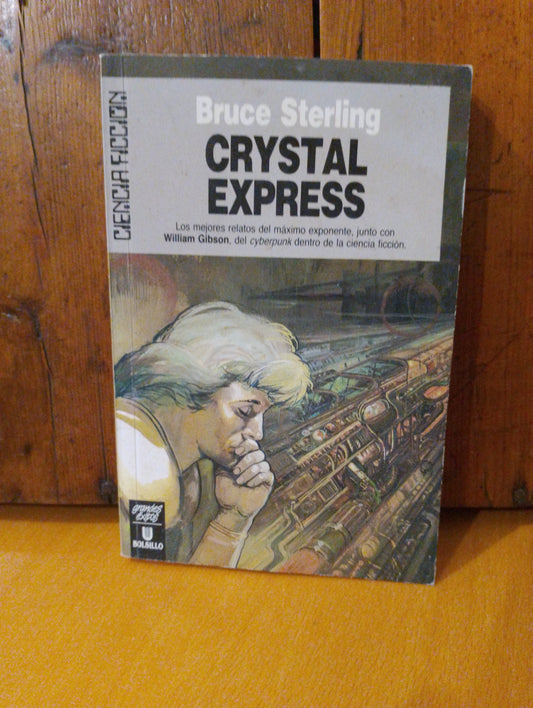 CIENCIA FICCION
Bruce Sterling
CRYSTAL
EXPRESS
Los mejores relatos del máximo exponente, junto con
William Gibson, del cyberpunk dentro de la ciencia ficción.
grandes
éxitos
BOLSILLO